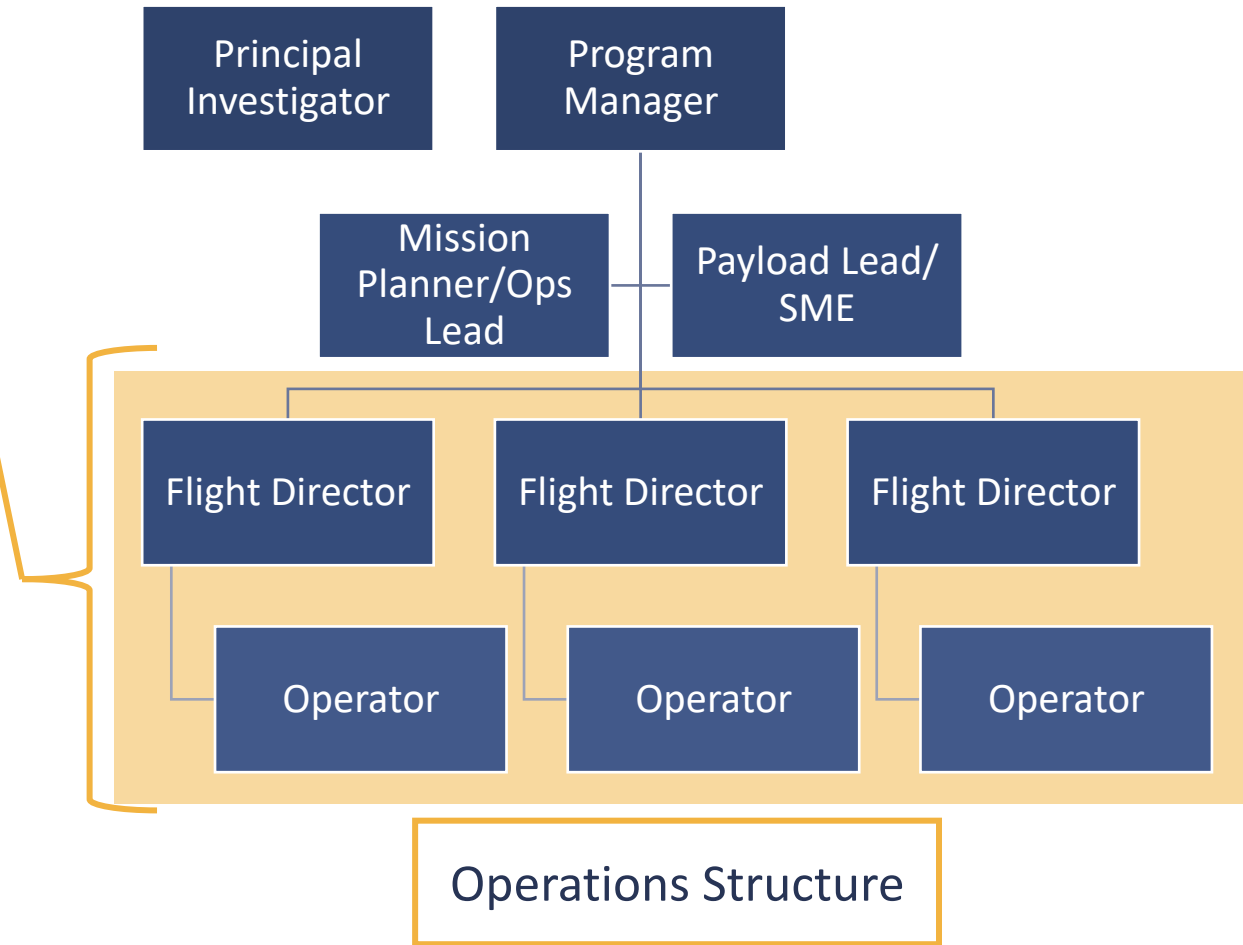 Principal
Investigator
Program
Manager
Mission
Planner/Ops
Lead
Payload Lead/
SME
Flight Director
Flight Director
Flight Director
Operator
Operator
Operator
Operations Structure